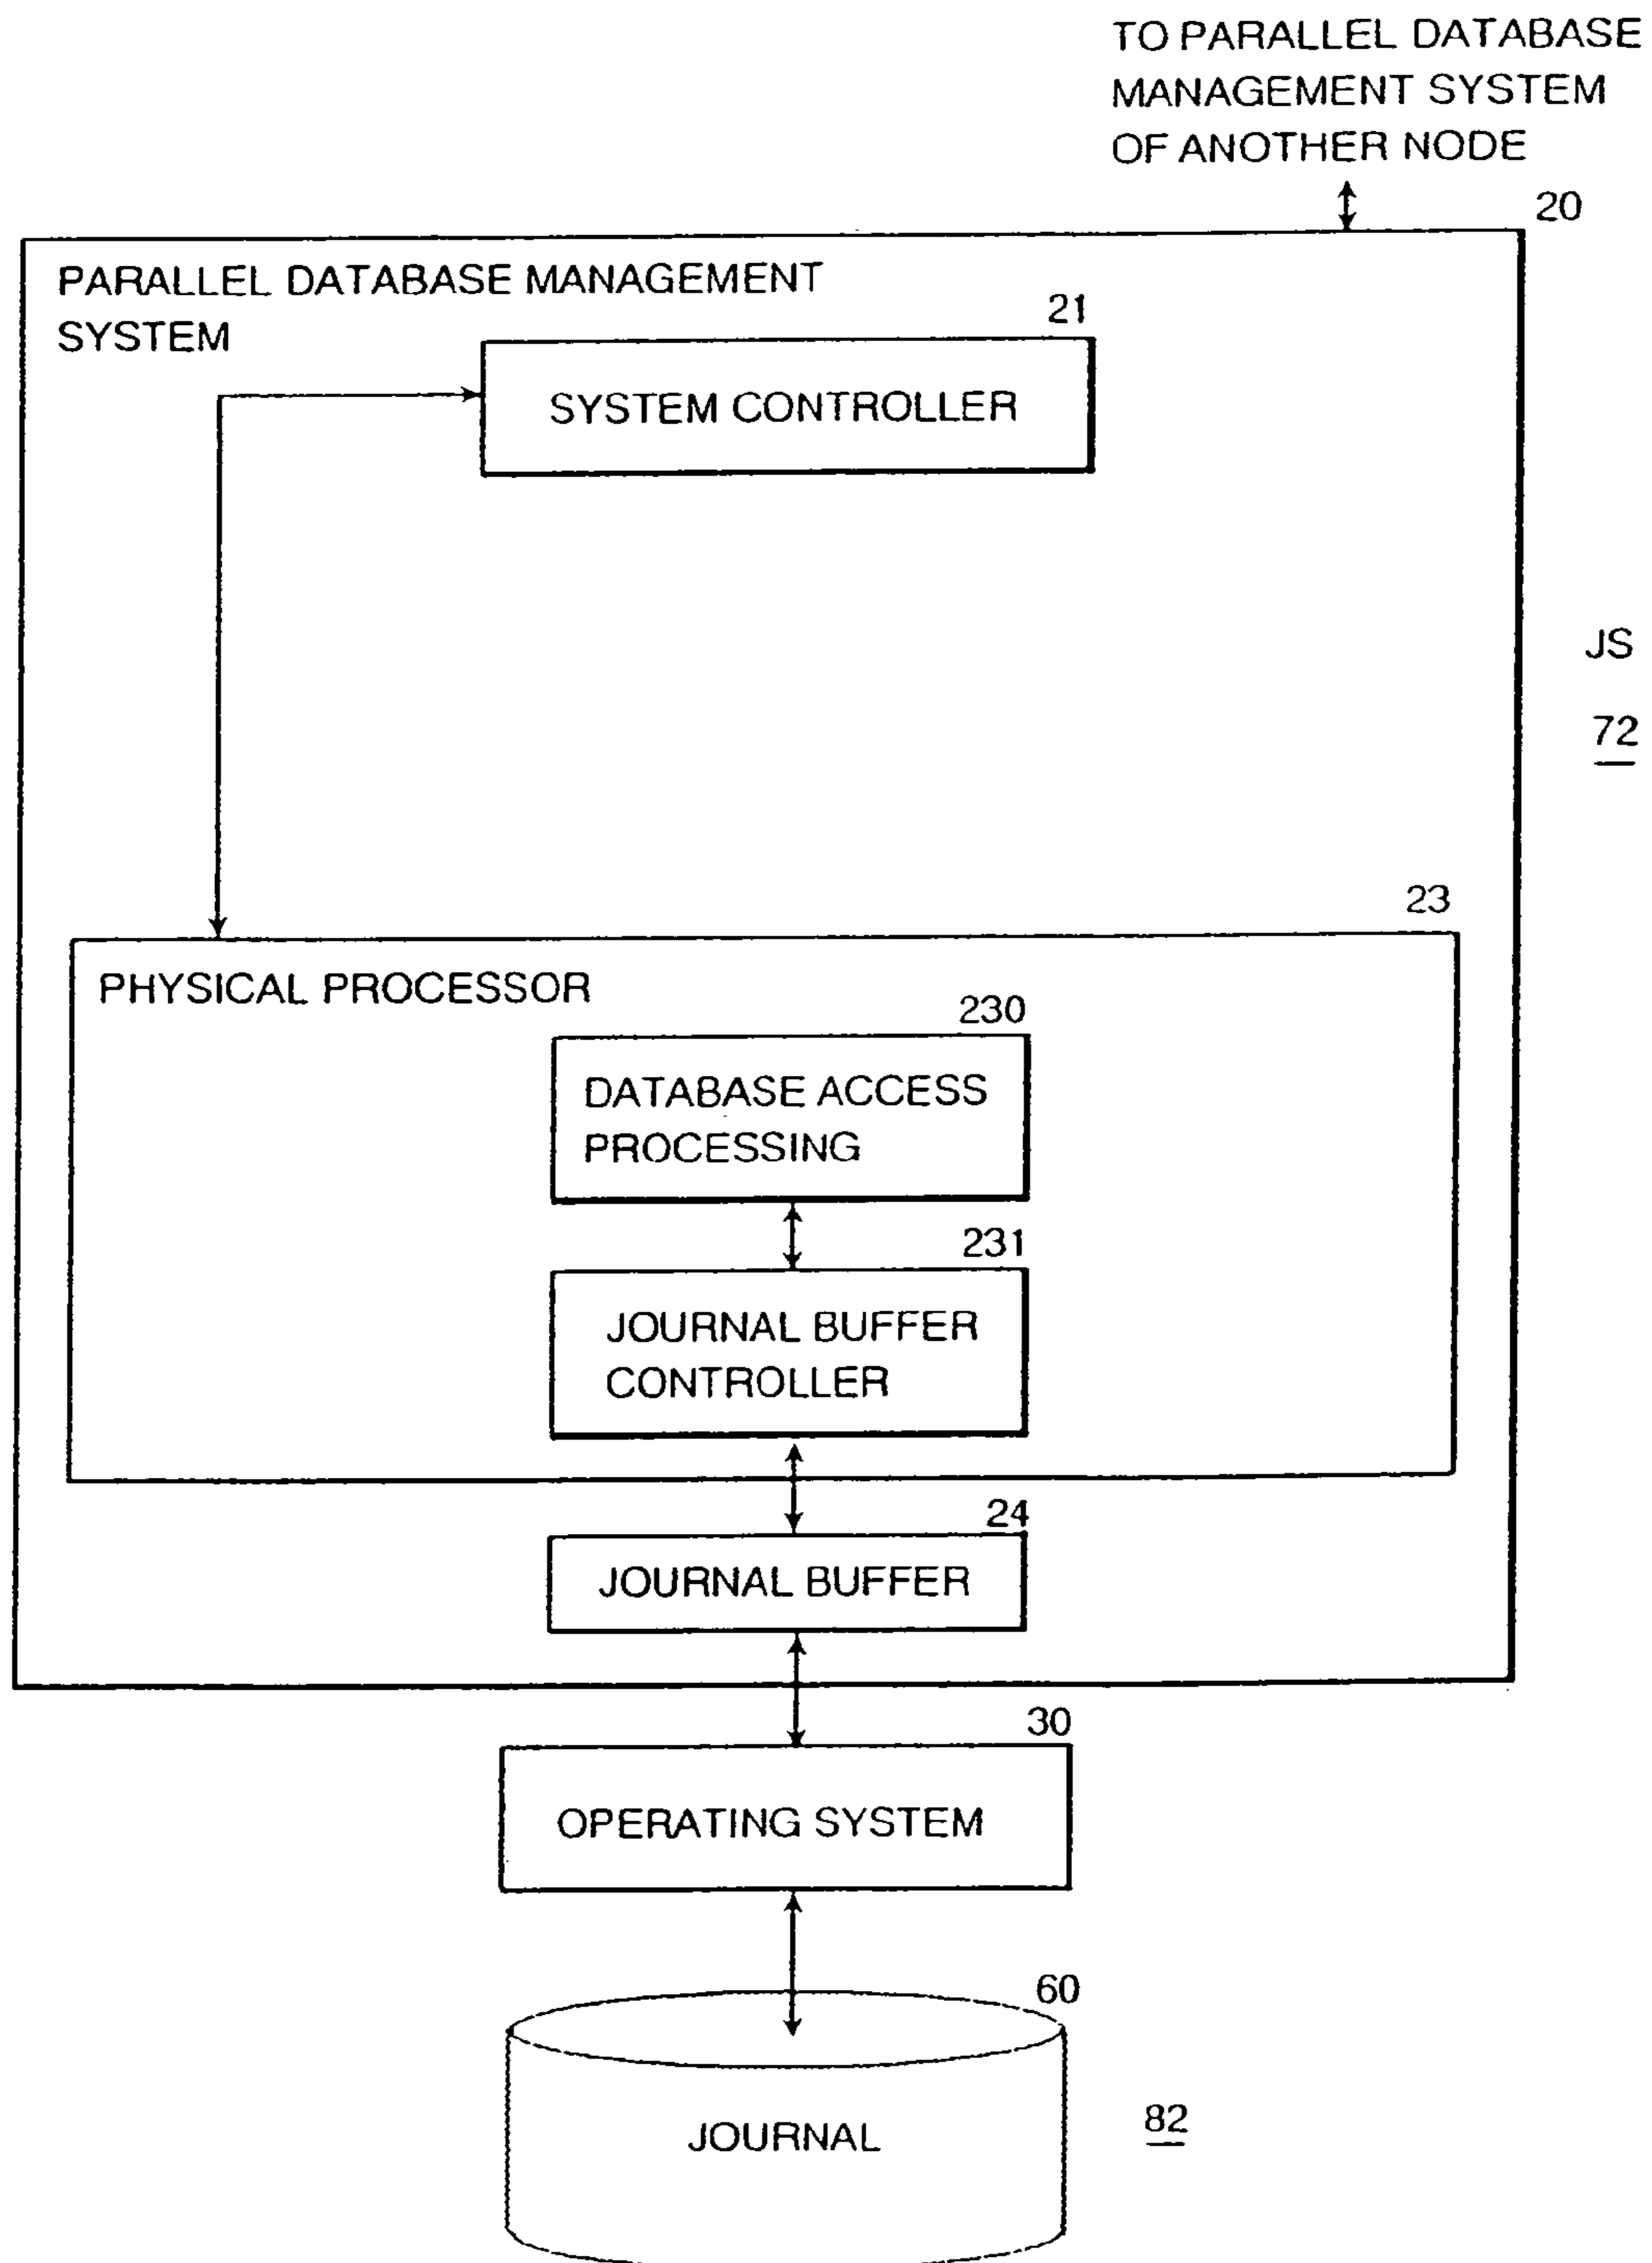 TO PARALLEL DATABASE
MANAGEMENT SYSTEM
OF ANOTHER NODE
20
PARALLEL DATABASE MANAGEMENT
SYSTEM
21
SYSTEM CONTROLLER
JS
72
23
PHYSICAL PROCESSOR
230
DATABASE ACCESS
PROCESSING
231
JOURNAL BUFFER
CONTROLLER
24
JOURNAL BUFFER
30
OPERATING SYSTEM
60
JOURNAL
82